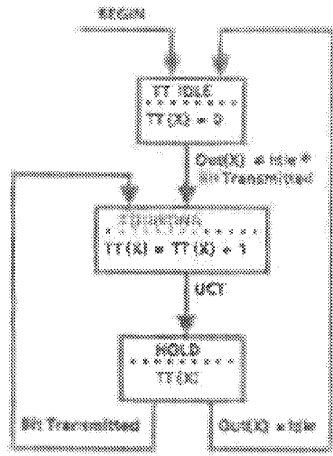 BEGIN
TT IDLE
TT(X) = 0
Out(X) ≠ Idle *
Bit Transmitted
COUNTING
TT(X) = TT(X) + 1
UCT
HOLD
TT(X)
Bit Transmitted
Out(X) = Idle